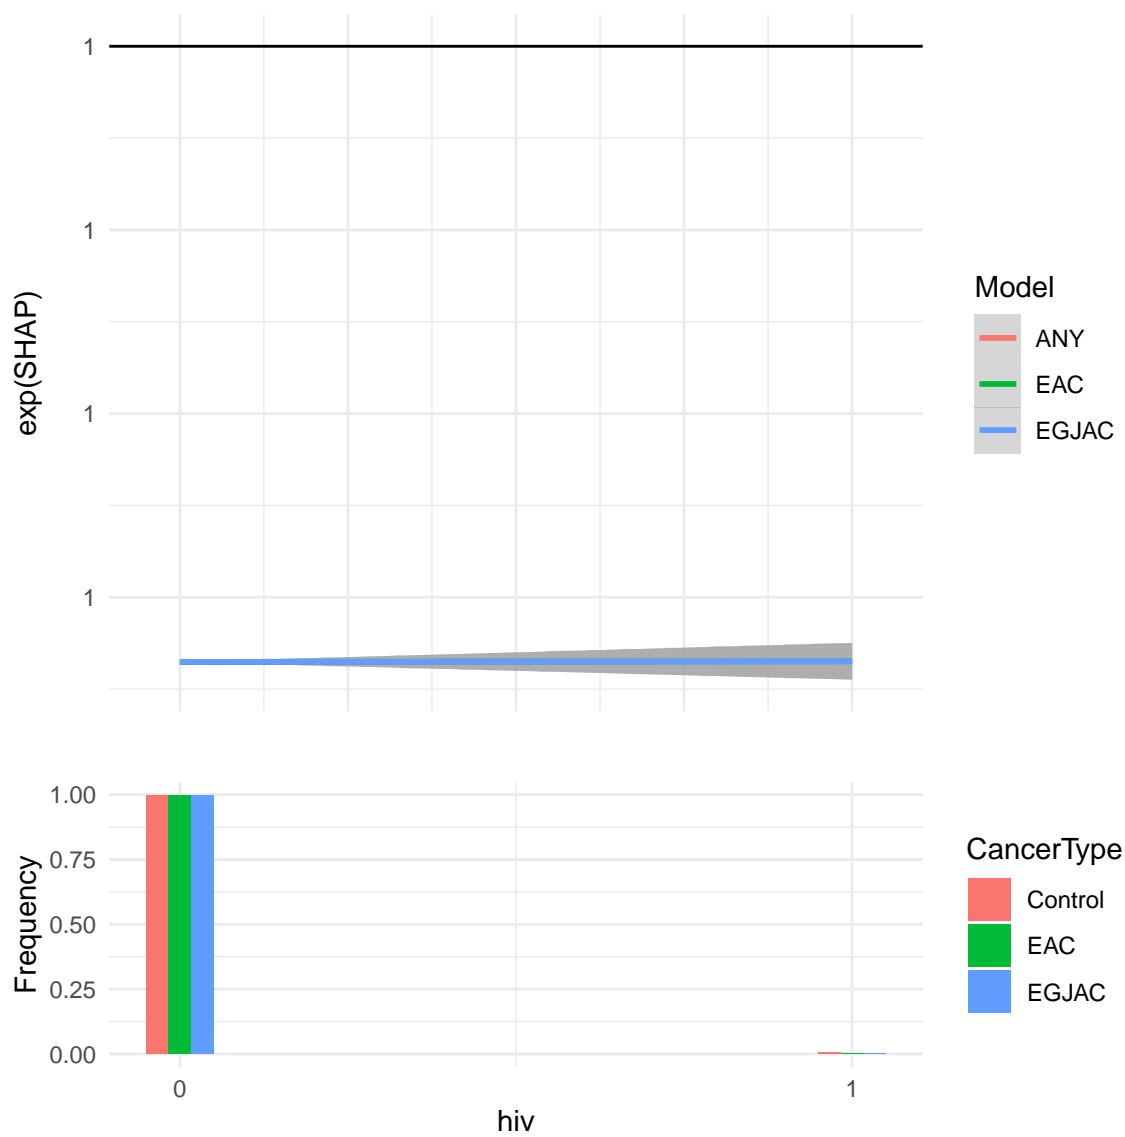 exp(SHAP)
1
1
1
1
Model
ANY
EAC
EGJAC
Frequency
1.00
0.75
0.50
0.25
0.00
0
1
hiv
CancerType
Control
EAC
EGJAC